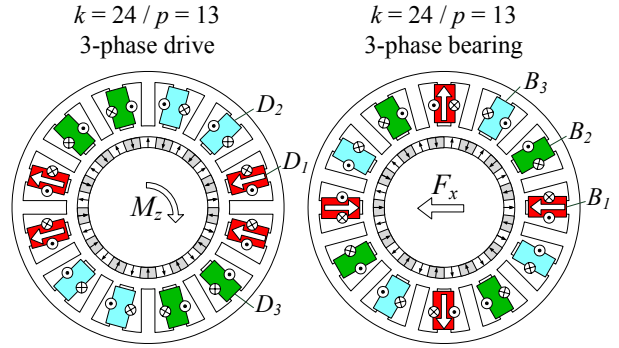 k = 24 / p = 13
3-phase drive
k = 24 / p = 13
3-phase bearing
D2
D1
D3
Mz
B3
B2
B1
Fx